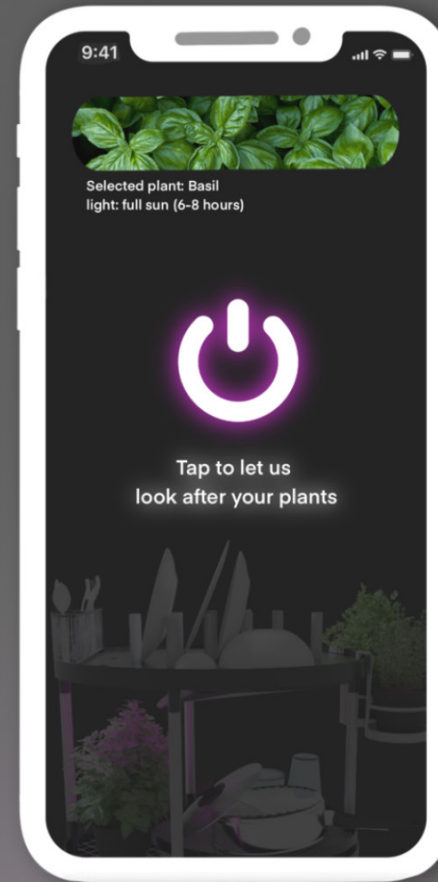 9:41
Selected plant: Basil
light: full sun (6-8 hours)
Tap to let us
look after your plants